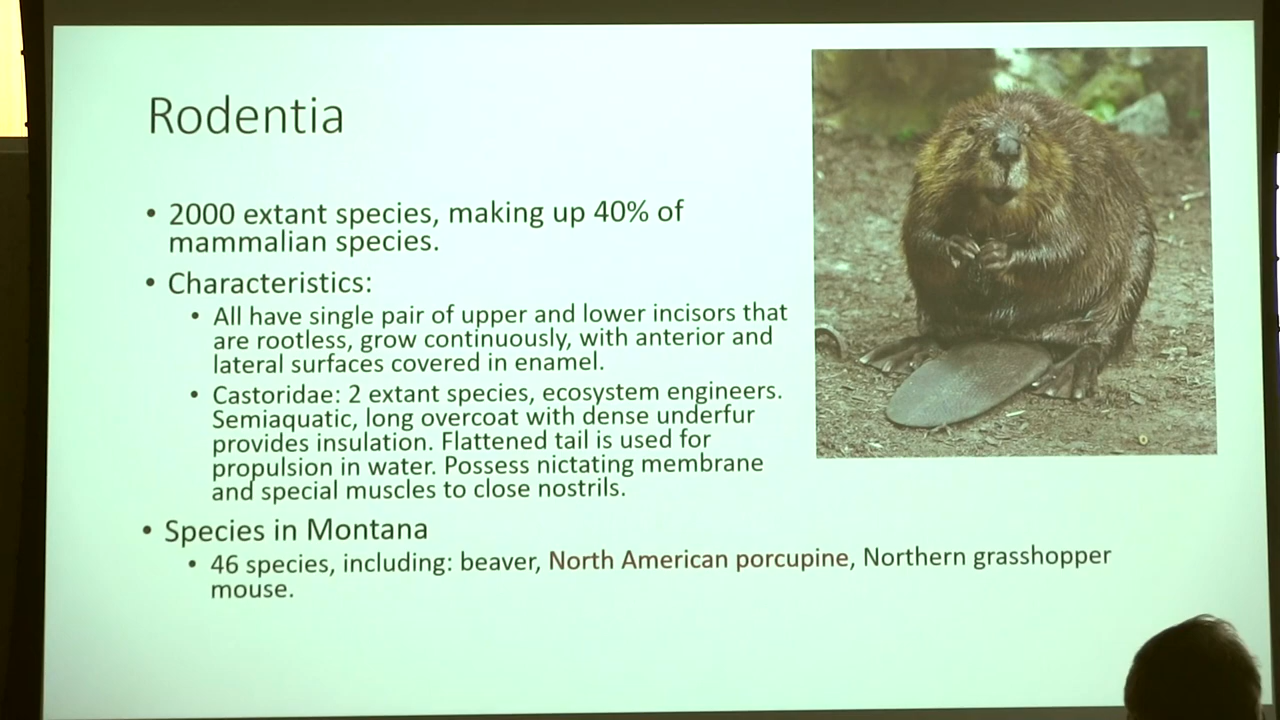 Rodentia
• 2000 extant species, making up 40% of
mammalian species.
• Characteristics:
• All have single pair of upper and lower incisors that
are rootless, grow continuously, with anterior and
lateral surfaces covered in enamel.
• Castoridae: 2 extant species, ecosystem engineers.
Semiaquatic, long overcoat with dense underfur
provides insulation. Flattened tail is used for
propulsion in water. Possess nictating membrane
and special muscles to close nostrils.
• Species in Montana
• 46 species, including: beaver, North American porcupine, Northern grasshopper
mouse.